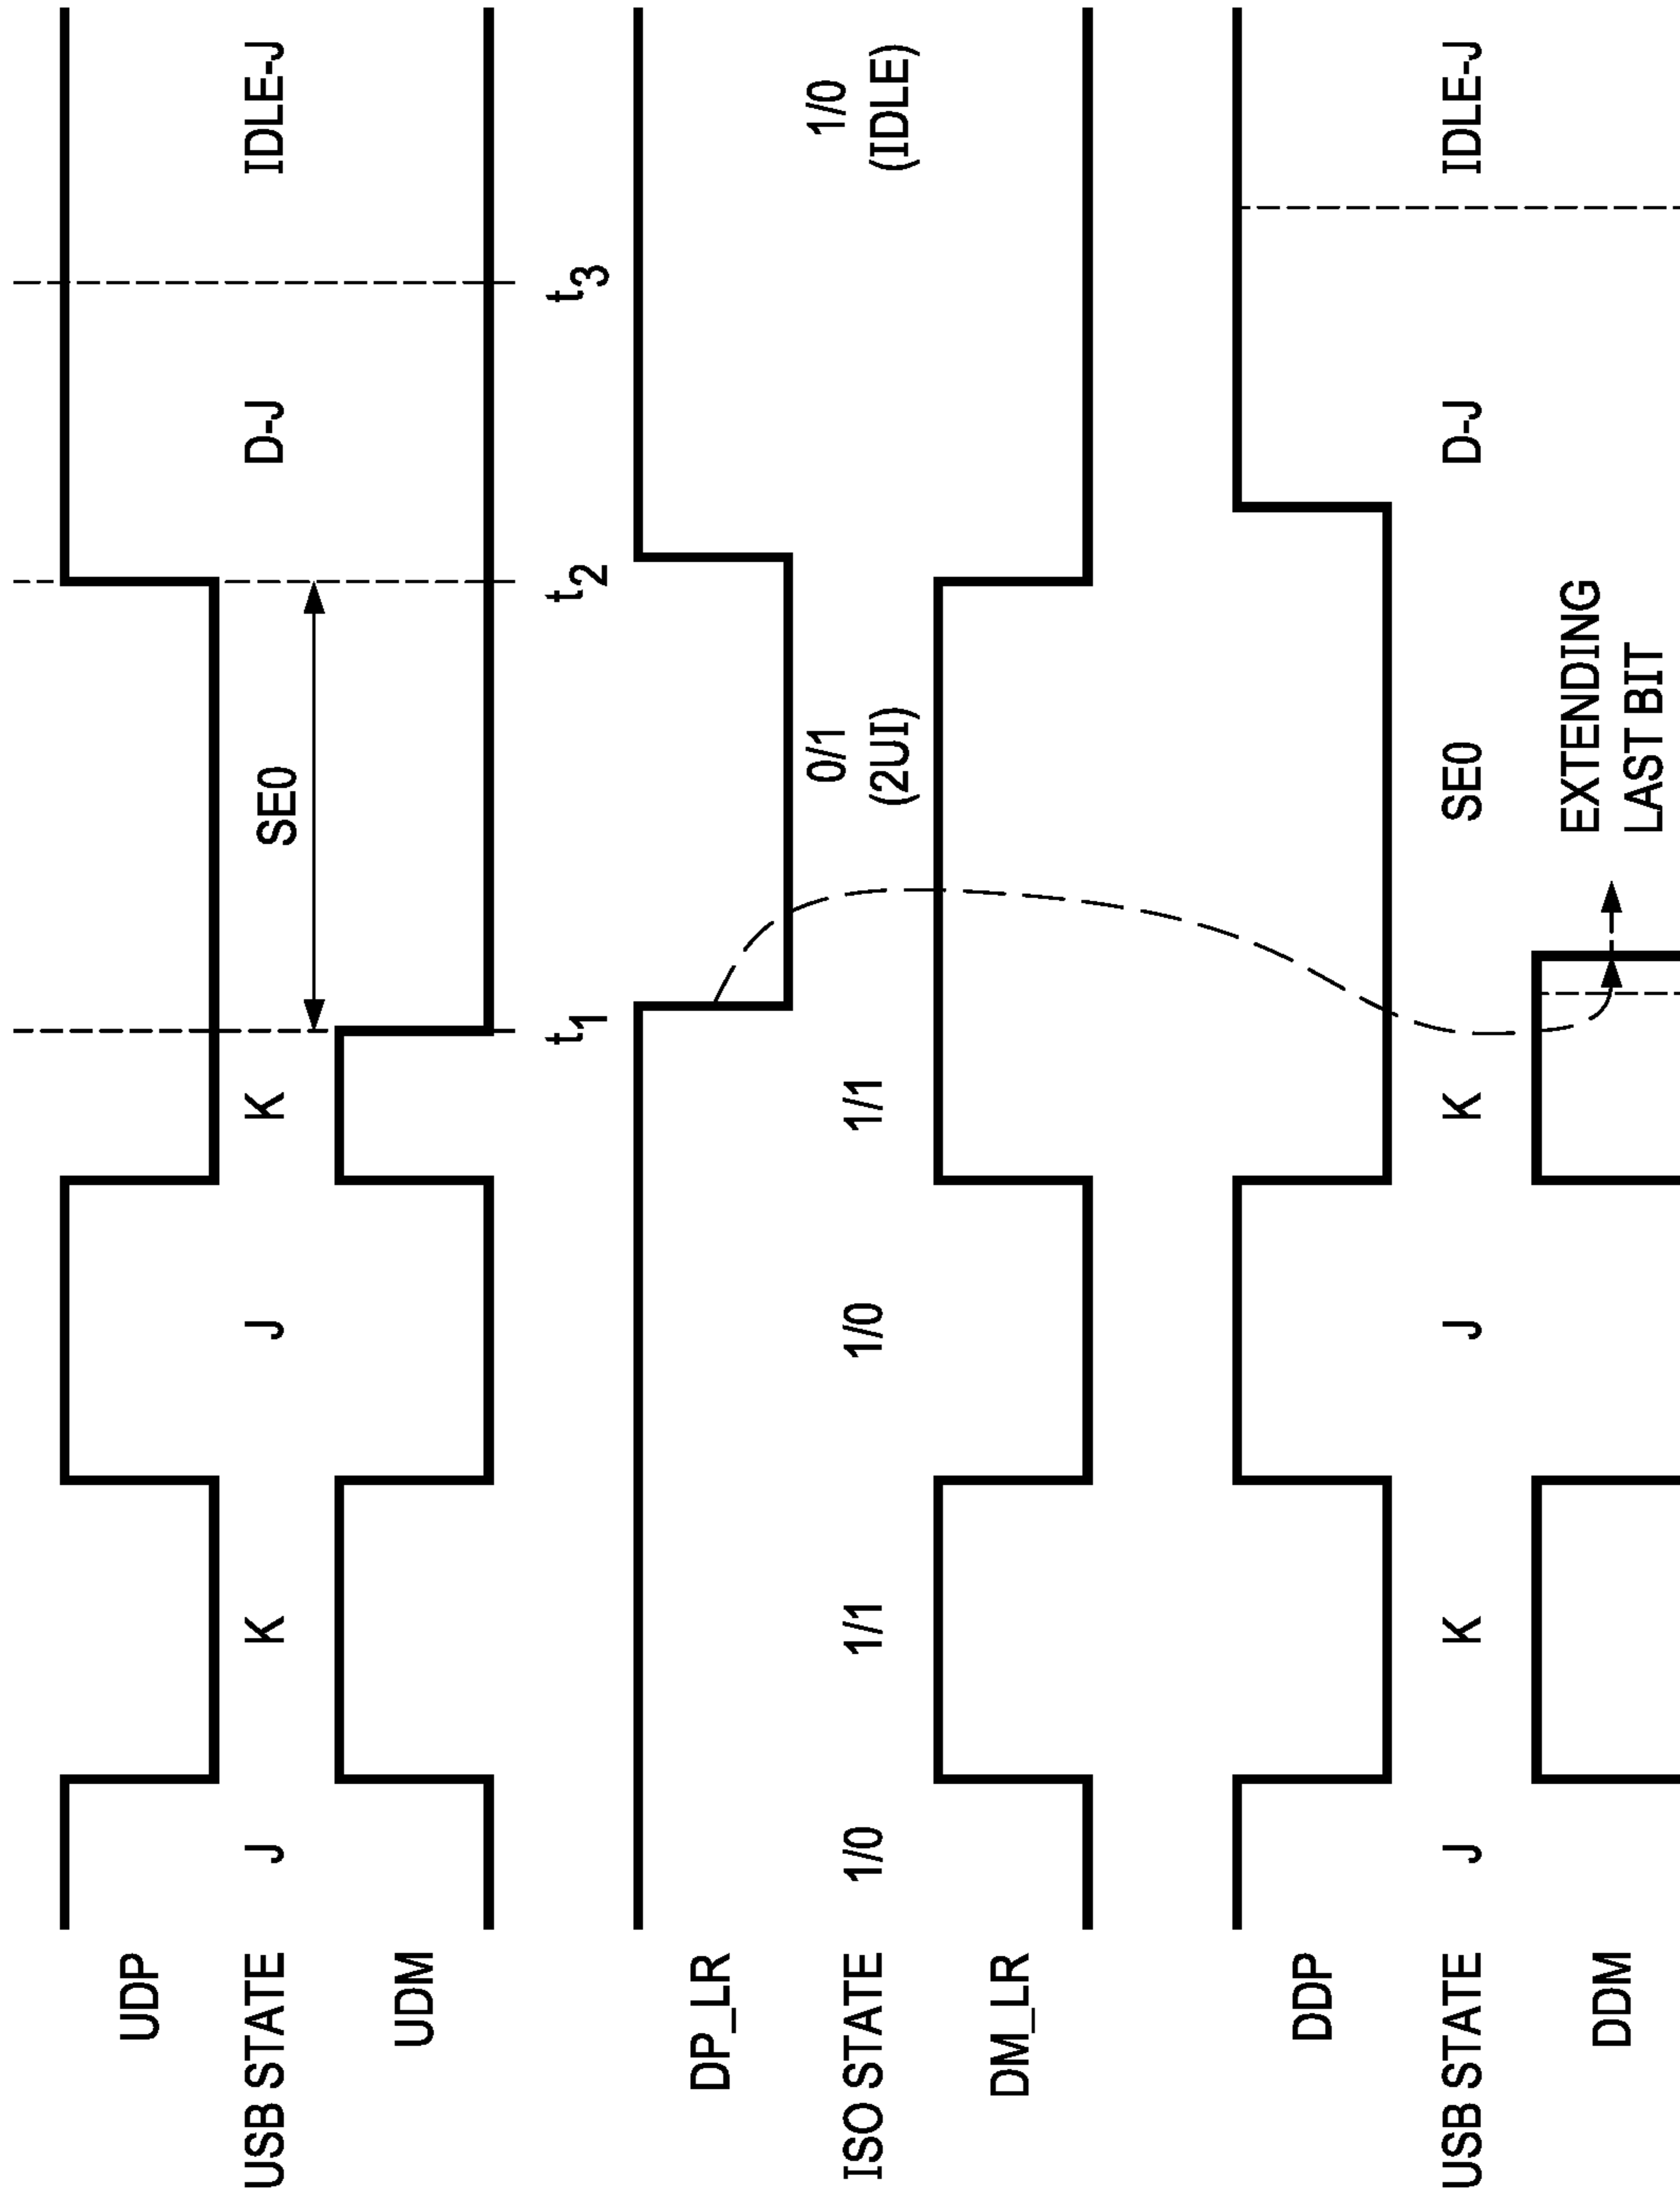 UDP
USB STATE J K J K SE0 D-J IDLE-J
UDM
t1 t2 t3
DP_LR
ISO STATE 1/0 1/1 1/0 1/1 0/1 1/0
(2UI) (IDLE)
DM_LR
DDP
USB STATE J K J K SE0 D-J IDLE-J
DDM
EXTENDING
LAST BIT